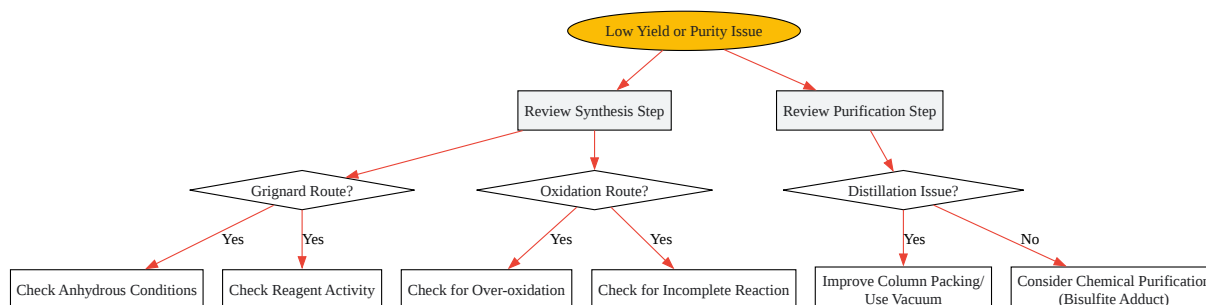 Low Yield or Purity Issue
Review Synthesis Step
Review Purification Step
Grignard Route?
Oxidation Route?
Distillation Issue?
Yes
Yes
Yes
Yes
Yes
No
Check Anhydrous Conditions
Check Reagent Activity
Check for Over-oxidation
Check for Incomplete Reaction
Improve Column Packing/
Use Vacuum
Consider Chemical Purification
(Bisulfite Adduct)